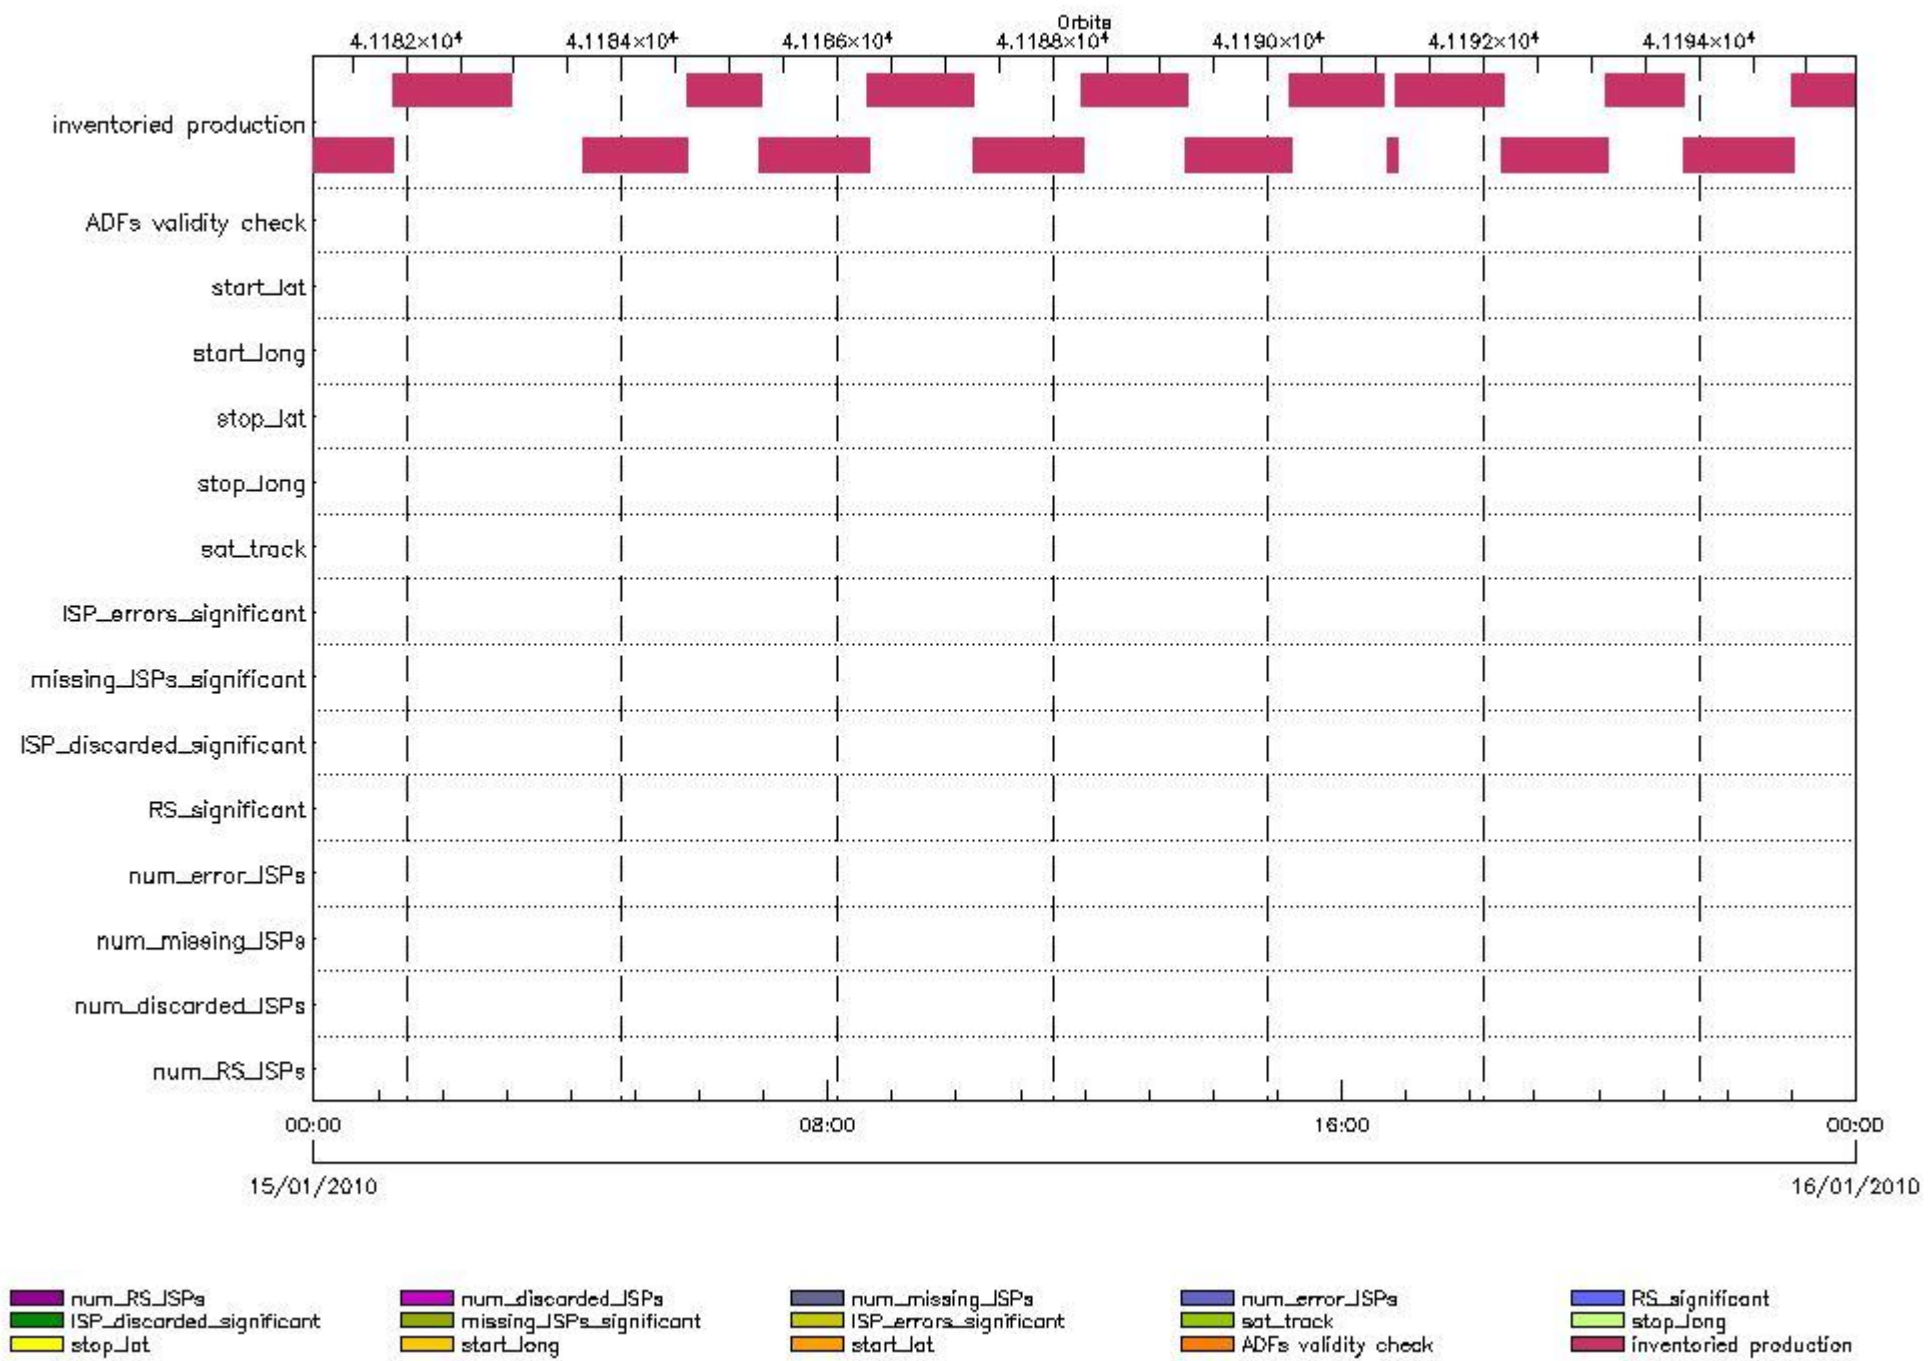 Orbits
4.1182×10⁴ 4.1184×10⁴ 4.1186×10⁴ 4.1188×10⁴ 4.1190×10⁴ 4.1192×10⁴ 4.1194×10⁴
inventoried production
ADFs validity check
start_lat
start_long
stop_lat
stop_long
sat_track
ISP_errors_significant
missing_ISPs_significant
ISP_discarded_significant
RS_significant
num_error_ISPs
num_missing_ISPs
num_discarded_ISPs
num_RS_ISPs
00:00 08:00 16:00 00:00
15/01/2010 16/01/2010
num_RS_ISPs num_discarded_ISPs num_missing_ISPs num_error_ISPs RS_significant
ISP_discarded_significant missing_ISPs_significant ISP_errors_significant sat_track stop_long
stop_lat start_long start_lat ADFs validity check inventoried production